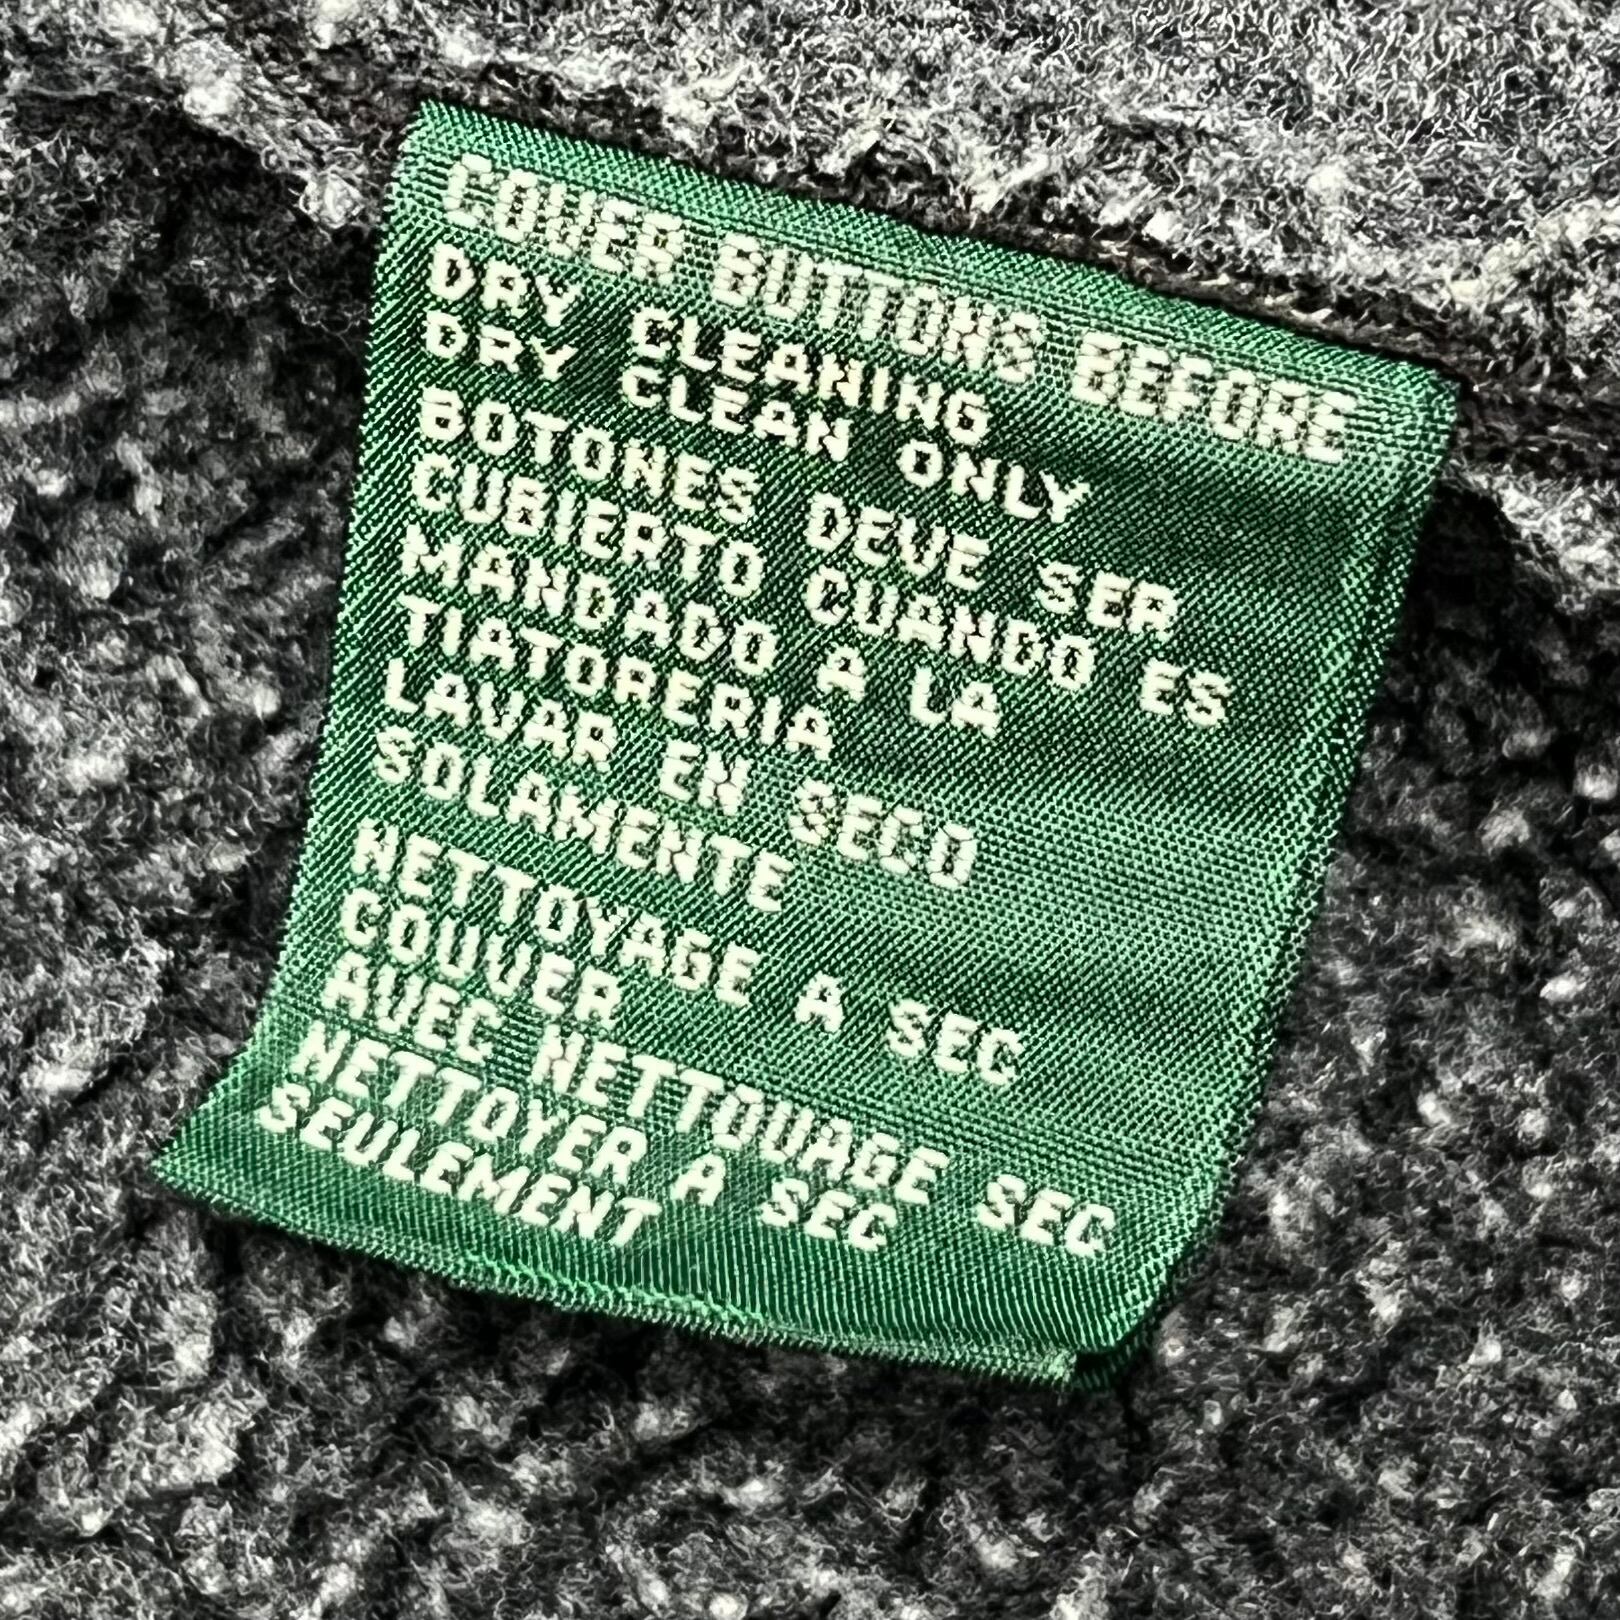 COVER BUTTONS BEFORE
DRY CLEANING
DRY CLEAN ONLY
BOTONES DEVE SER
CUBIERTO CUANDO ES
MANDADO A LA
TIATORERIA
LAVAR EN SECO
SOLAMENTE
NETTOYAGE A SEC
COUVER
AVEC NETTOUAGE SEC
NETTOYER A SEC
SEULEMENT